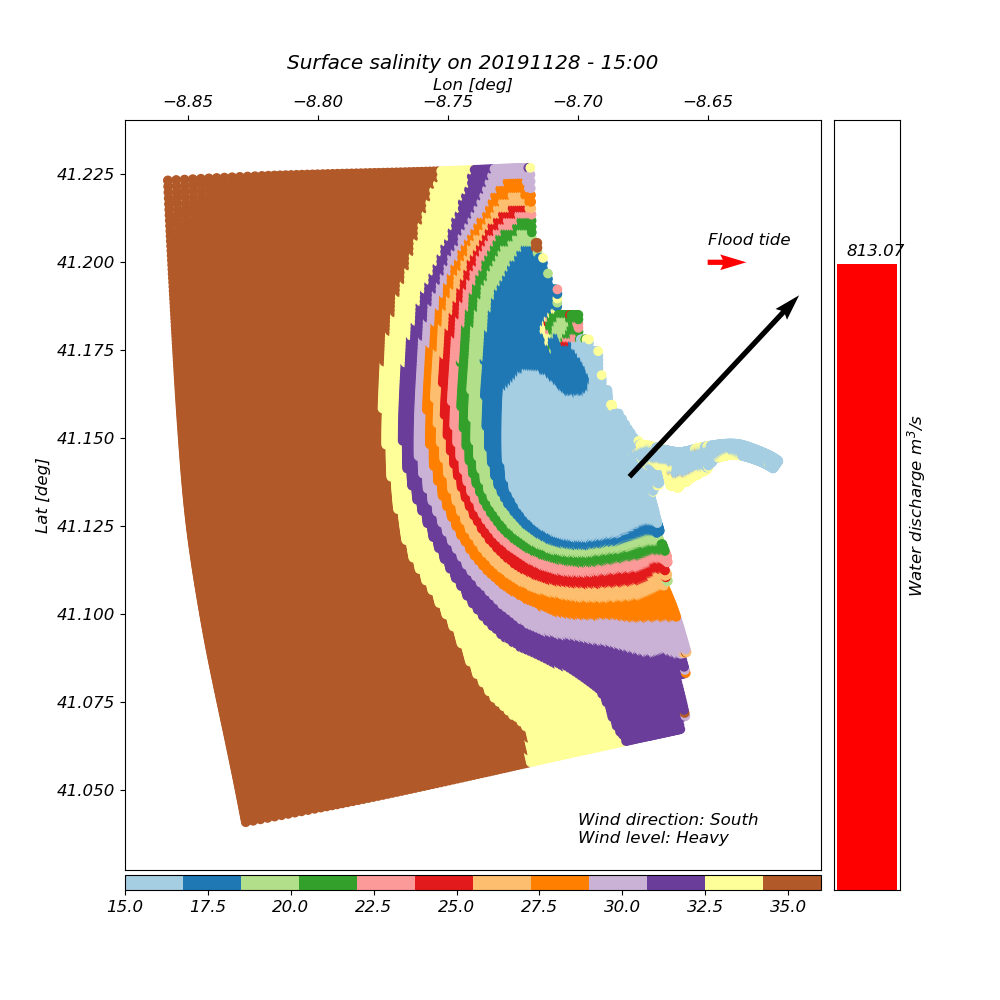 Surface salinity on 20191128 - 15:00
Lon [deg]
−8.85 −8.80 −8.75 −8.70 −8.65
41.225
41.200
41.175
41.150
41.125
41.100
41.075
41.050
Lat [deg]
Flood tide
813.07
Water discharge m³/s
Wind direction: South
Wind level: Heavy
15.0 17.5 20.0 22.5 25.0 27.5 30.0 32.5 35.0